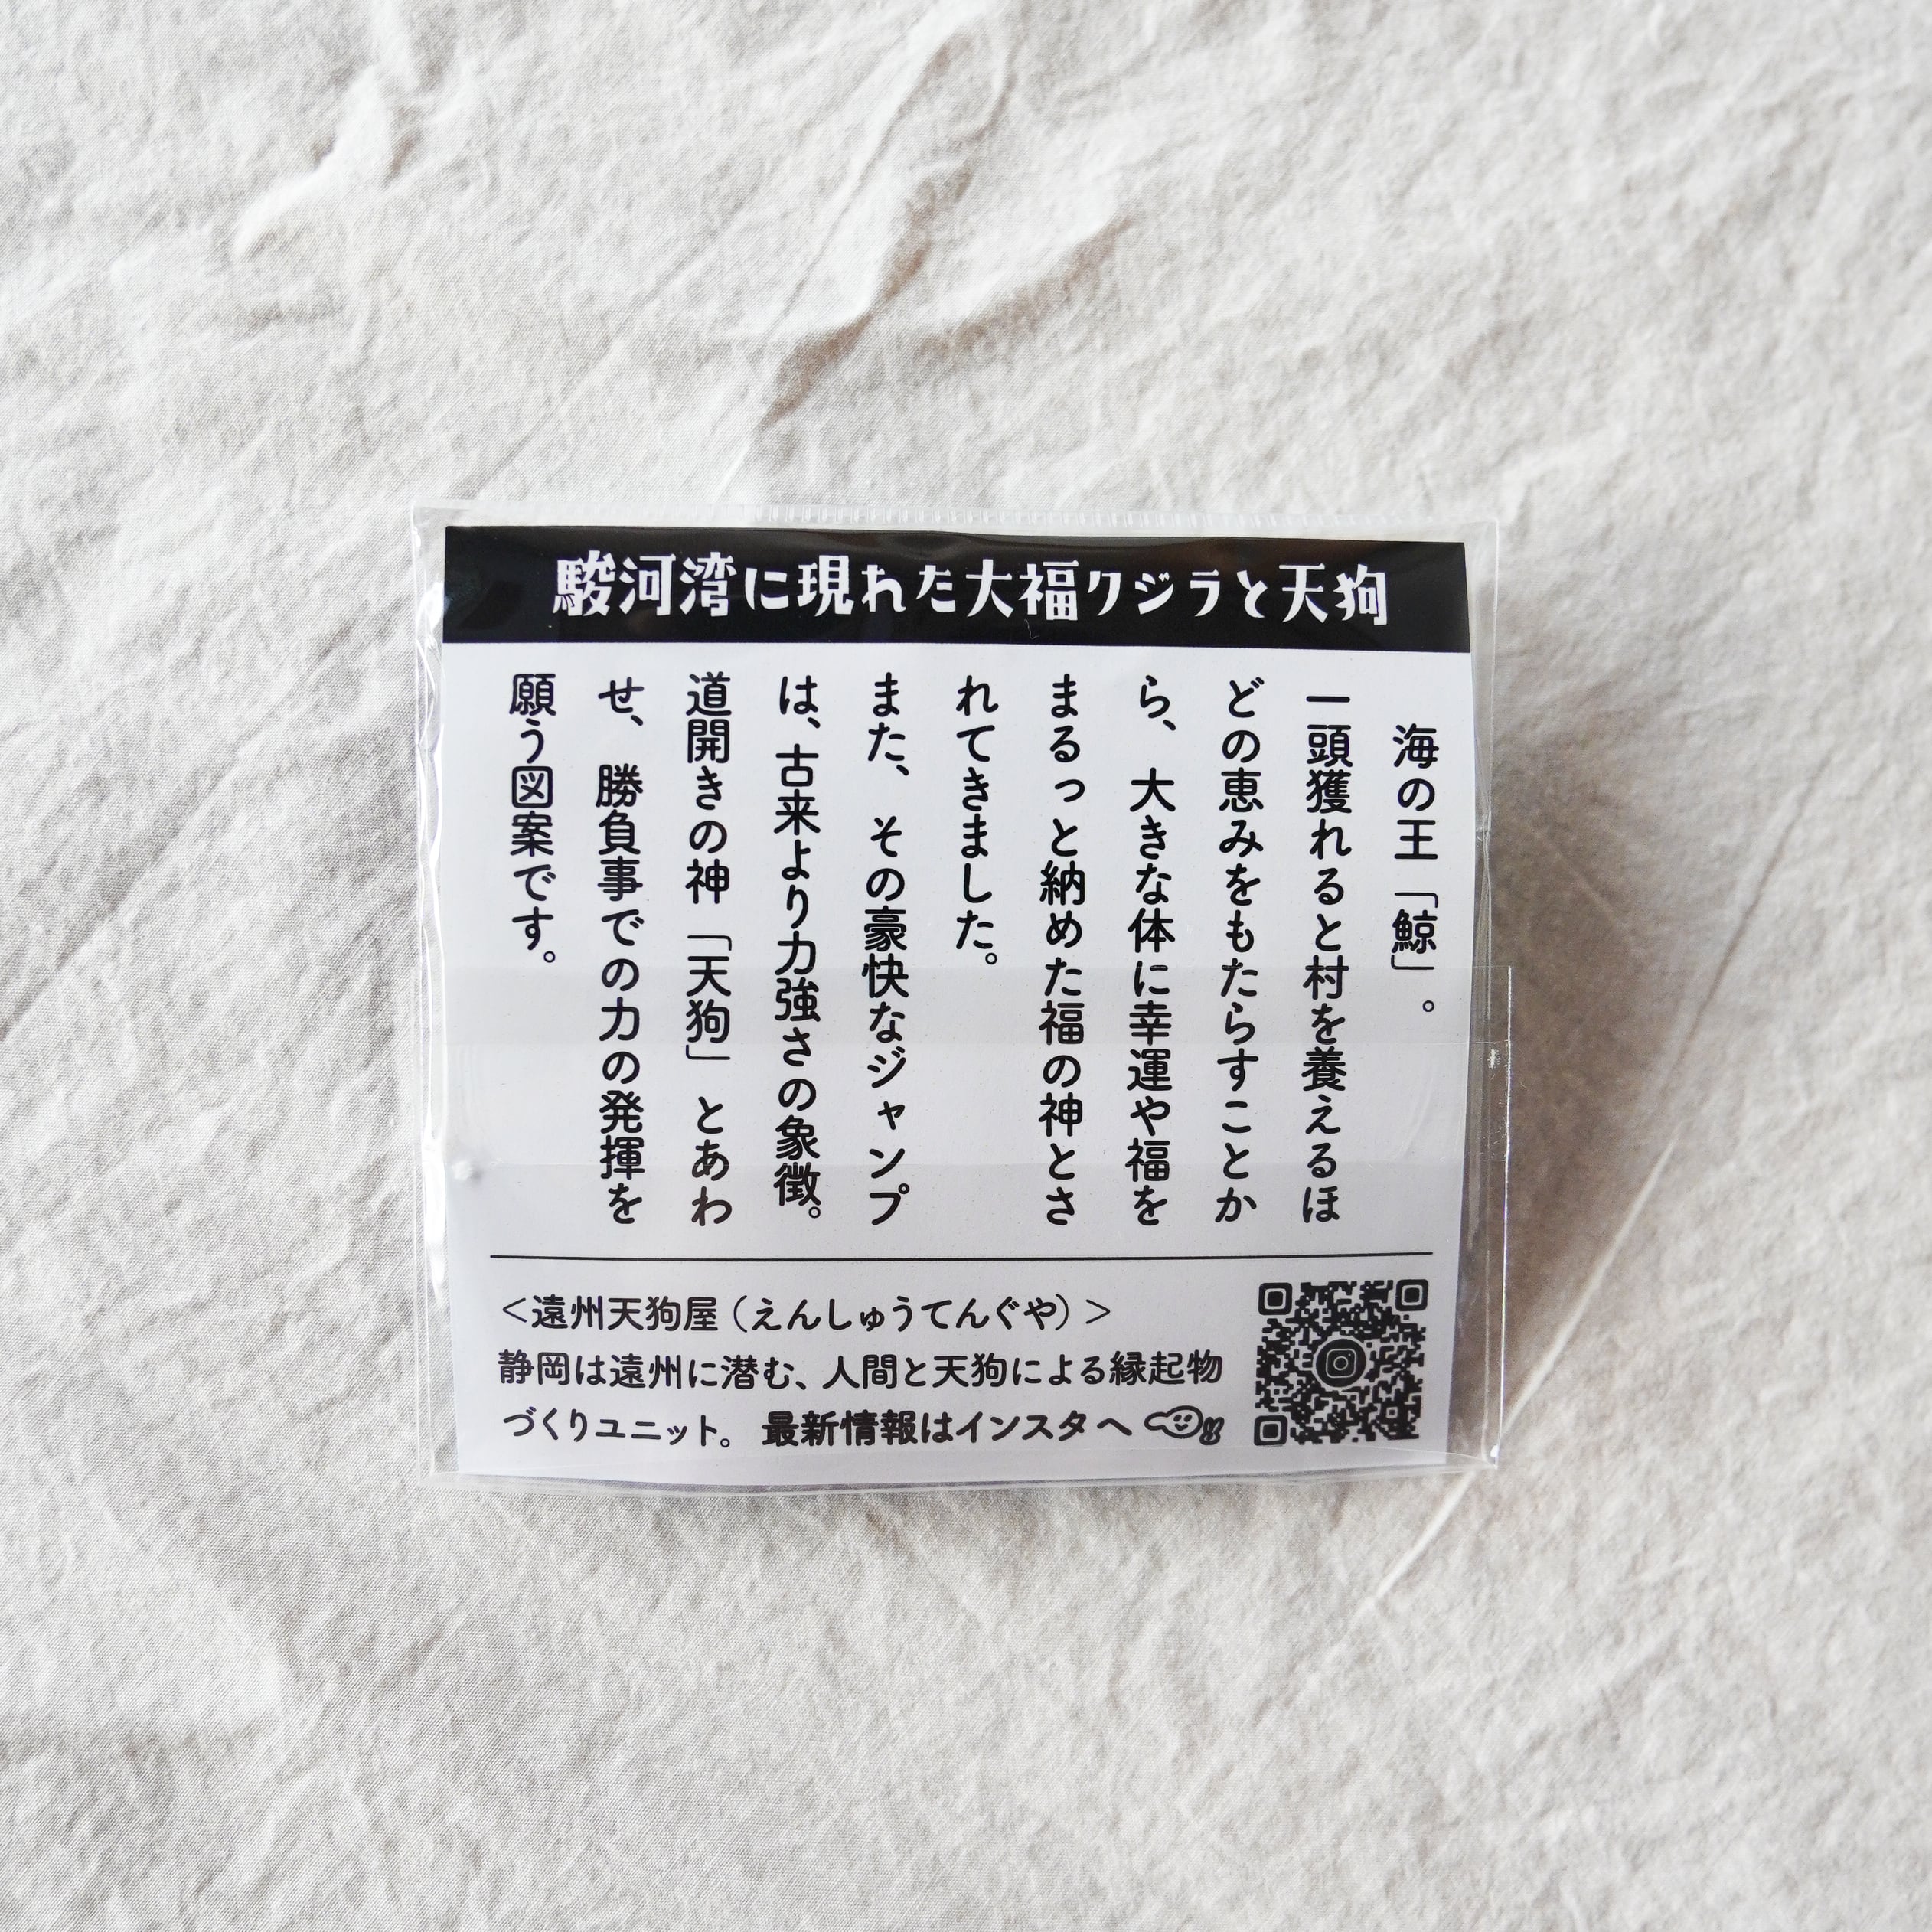 駿河湾に現れた大福クジラと天狗
海の王「鯨」。
一頭獲れると村を養えるほ
どの恵みをもたらすことか
ら、大きな体に幸運や福を
まるっと納めた福の神とさ
れてきました。
また、その豪快なジャンプ
は、古来より力強さの象徴。
道開きの神「天狗」とあわ
せ、勝負事での力の発揮を
願う図案です。
＜遠州天狗屋（えんしゅうてんぐや）＞
静岡は遠州に潜む、人間と天狗による縁起物
づくりユニット。最新情報はインスタへ